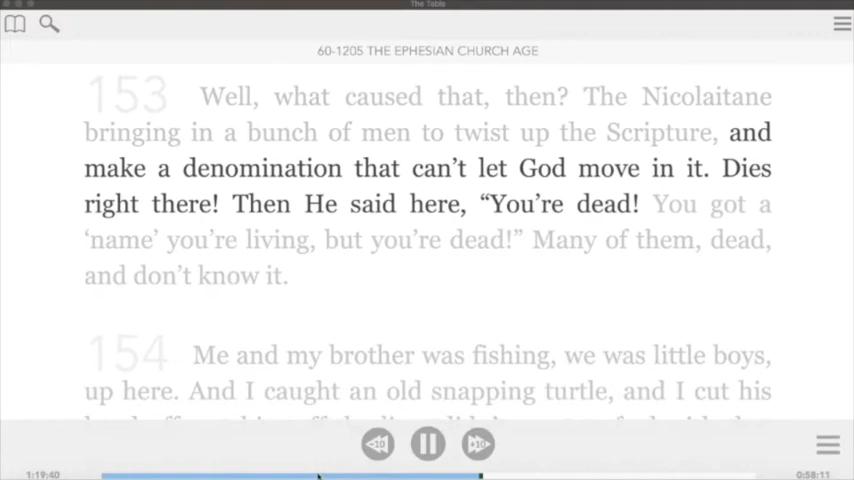 The Table
60-1205 THE EPHESIAN CHURCH AGE
153 Well, what caused that, then? The Nicolaitane
bringing in a bunch of men to twist up the Scripture, and
make a denomination that can’t let God move in it. Dies
right there! Then He said here, “You’re dead! You got a
‘name’ you’re living, but you’re dead!” Many of them, dead,
and don’t know it.
154 Me and my brother was fishing, we was little boys,
up here. And I caught an old snapping turtle, and I cut his
10 10
1:19:40 0:58:11